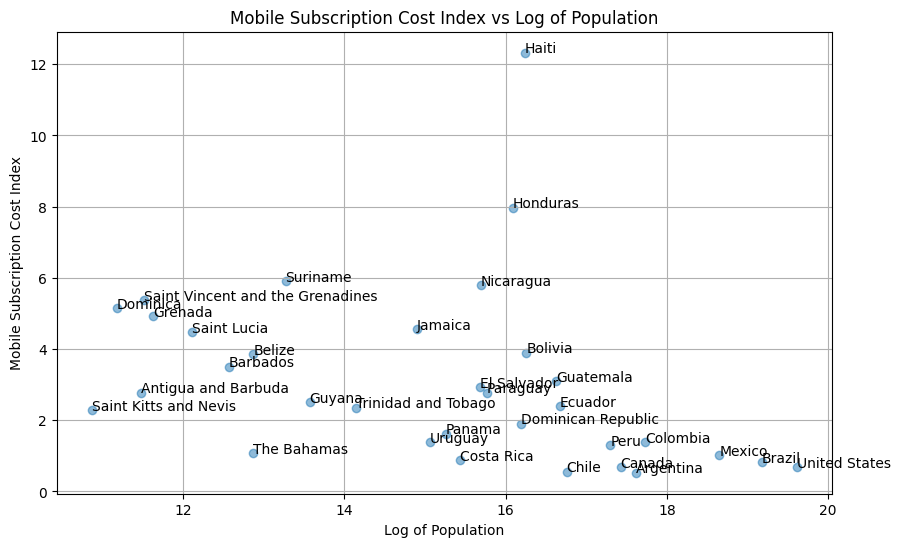 Mobile Subscription Cost Index vs Log of Population
Mobile Subscription Cost Index
12
10
8
6
4
2
0
Haiti
Honduras
Suriname
Nicaragua
Saint Vincent and the Grenadines
Dominica
Grenada
Saint Lucia
Jamaica
Belize
Bolivia
Barbados
Guatemala
El Salvador
Paraguay
Antigua and Barbuda
Guyana
Trinidad and Tobago
Ecuador
Saint Kitts and Nevis
Dominican Republic
Panama
Uruguay
Peru
Colombia
The Bahamas
Mexico
Costa Rica
Brazil
Canada
United States
Chile
Argentina
12
14
16
18
20
Log of Population